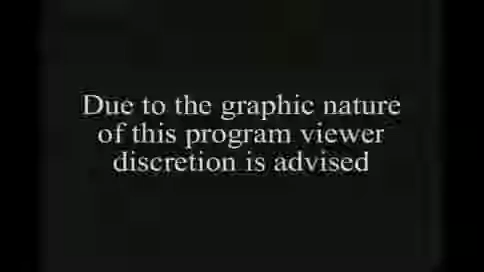 Due to the graphic nature
of this program viewer
discretion is advised